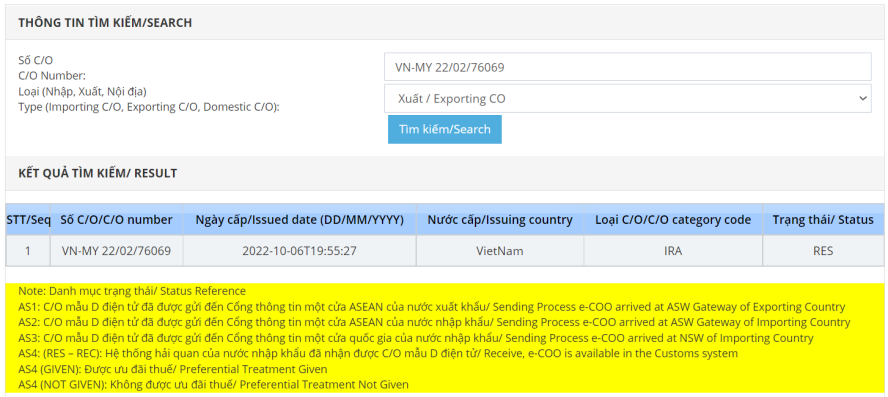 THÔNG TIN TÌM KIẾM/SEARCH
Số C/O
C/O Number:
VN-MY 22/02/76069
Loại (Nhập, Xuất, Nội địa)
Type (Importing C/O, Exporting C/O, Domestic C/O):
Xuất / Exporting CO
Tìm kiếm/Search
KẾT QUẢ TÌM KIẾM/ RESULT
STT/Seq Số C/O/C/O number Ngày cấp/Issued date (DD/MM/YYYY) Nước cấp/Issuing country Loại C/O/C/O category code Trạng thái/ Status
1 VN-MY 22/02/76069 2022-10-06T19:55:27 VietNam IRA RES
Note: Danh mục trạng thái/ Status Reference
AS1: C/O mẫu D điện tử đã được gửi đến Cổng thông tin một cửa ASEAN của nước xuất khẩu/ Sending Process e-COO arrived at ASW Gateway of Exporting Country
AS2: C/O mẫu D điện tử đã được gửi đến Cổng thông tin một cửa ASEAN của nước nhập khẩu/ Sending Process e-COO arrived at ASW Gateway of Importing Country
AS3: C/O mẫu D điện tử đã được gửi đến Cổng thông tin một cửa quốc gia của nước nhập khẩu/ Sending Process e-COO arrived at NSW of Importing Country
AS4: (RES – REC): Hệ thống hải quan của nước nhập khẩu đã nhận được C/O mẫu D điện tử/ Receive, e-COO is available in the Customs system
AS4 (GIVEN): Được ưu đãi thuế/ Preferential Treatment Given
AS4 (NOT GIVEN): Không được ưu đãi thuế/ Preferential Treatment Not Given